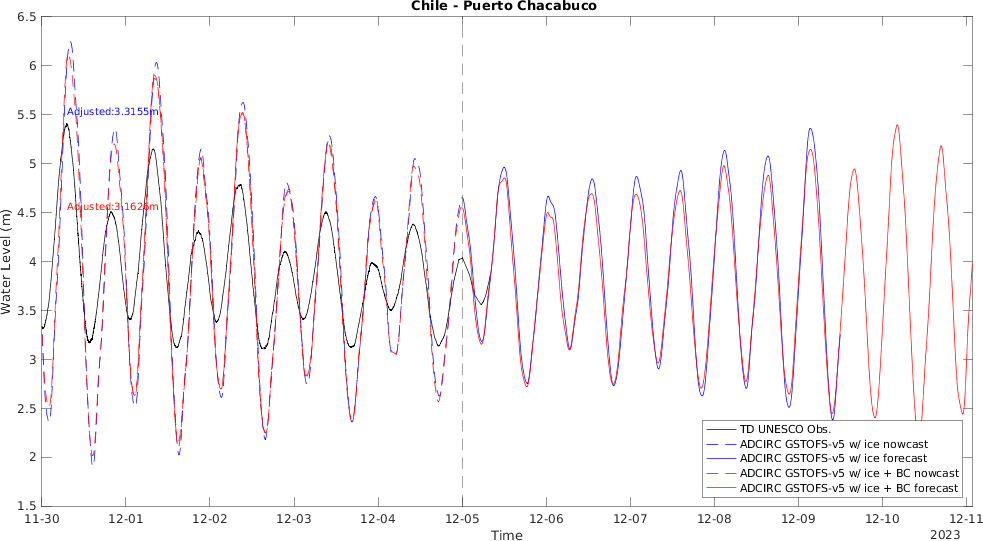 Chile - Puerto Chacabuco
6.5
6
5.5
5
4.5
4
3.5
3
2.5
2
1.5
Water Level (m)
Adjusted:3.3155m
Adjusted:3.1626m
TD UNESCO Obs.
ADCIRC GSTOFS-v5 w/ ice nowcast
ADCIRC GSTOFS-v5 w/ ice forecast
ADCIRC GSTOFS-v5 w/ ice + BC nowcast
ADCIRC GSTOFS-v5 w/ ice + BC forecast
11-30 12-01 12-02 12-03 12-04 12-05 12-06 12-07 12-08 12-09 12-10 12-11
Time
2023